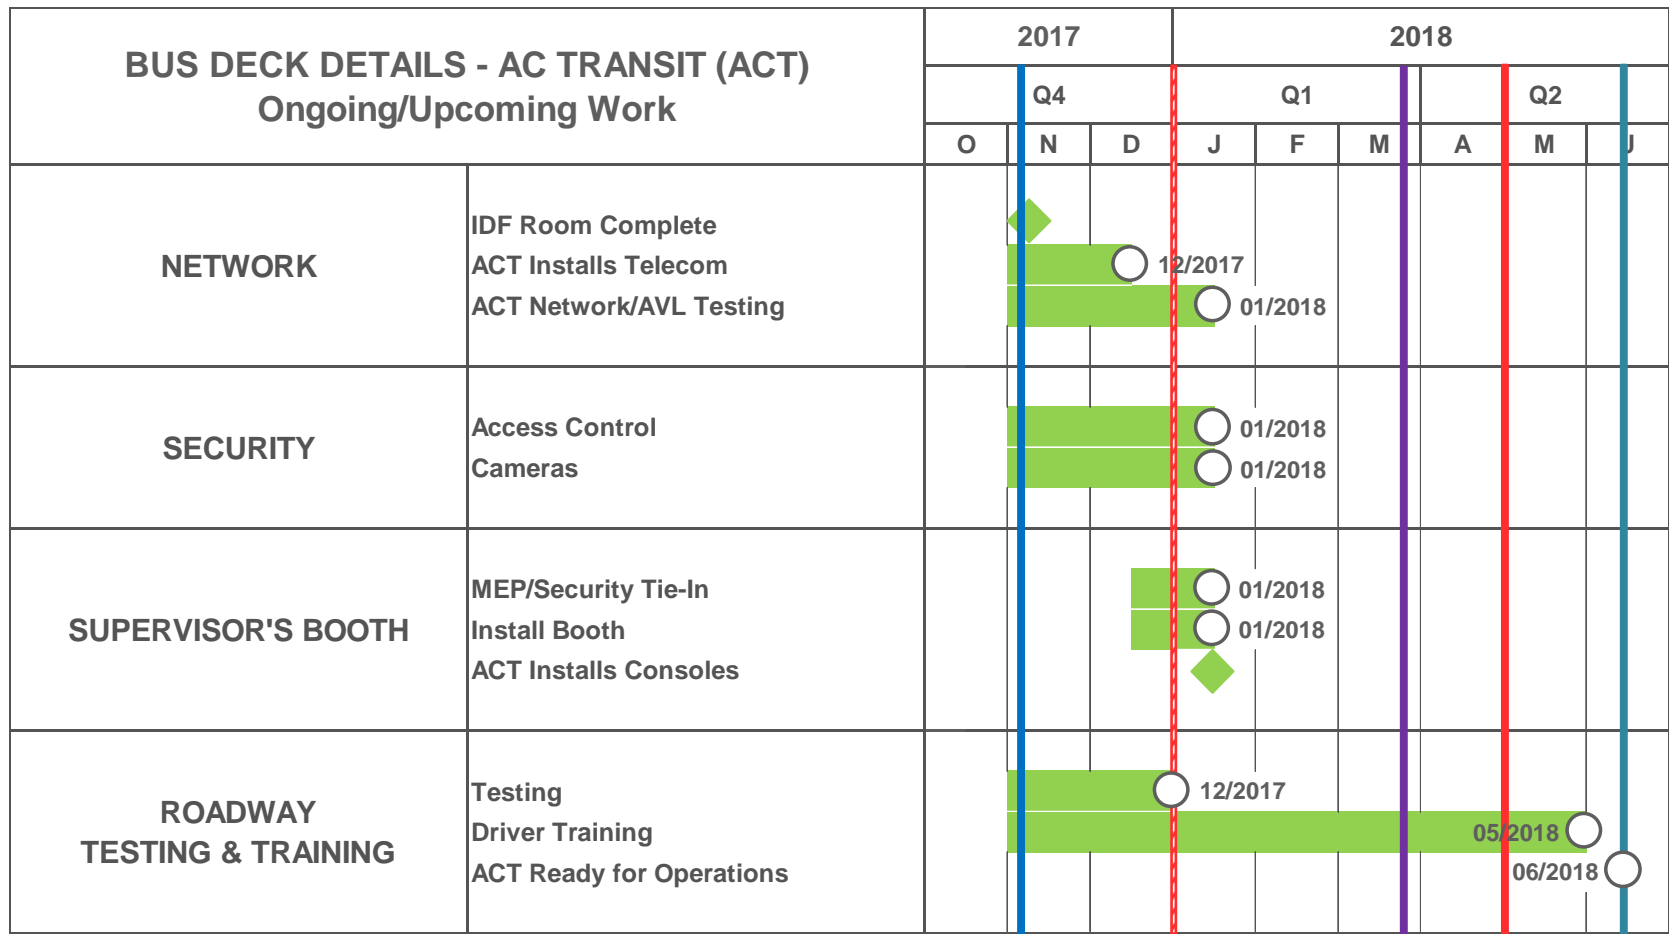 BUS DECK DETAILS - AC TRANSIT (ACT)
Ongoing/Upcoming Work
2017 2018
Q4 Q1 Q2
O N D J F M A M J
NETWORK
IDF Room Complete
ACT Installs Telecom 12/2017
ACT Network/AVL Testing 01/2018
SECURITY
Access Control 01/2018
Cameras 01/2018
SUPERVISOR'S BOOTH
MEP/Security Tie-In 01/2018
Install Booth 01/2018
ACT Installs Consoles
ROADWAY
TESTING & TRAINING
Testing 12/2017
Driver Training 05/2018
ACT Ready for Operations 06/2018